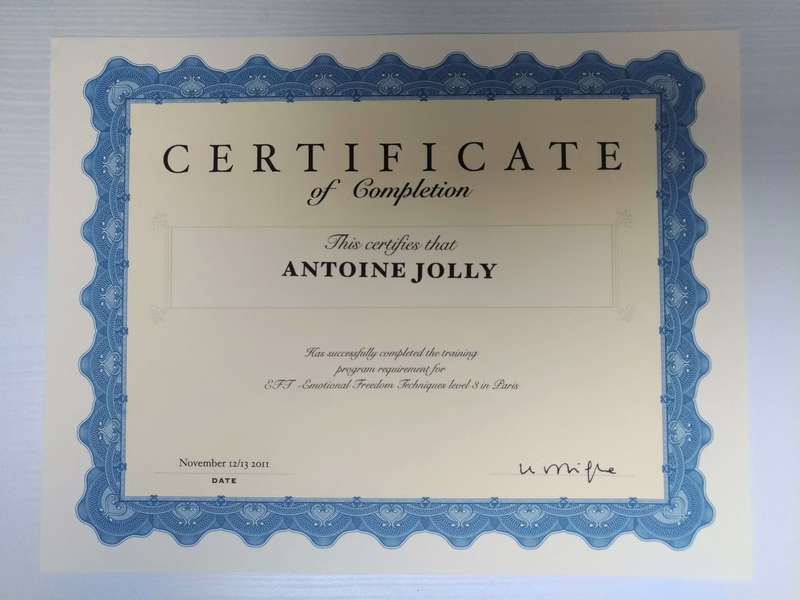 CERTIFICATE
of Completion
This certifies that
ANTOINE JOLLY
Has successfully completed the training
program requirement for
EFT -Emotional Freedom Techniques level 3 in Paris
November 12/13 2011
DATE